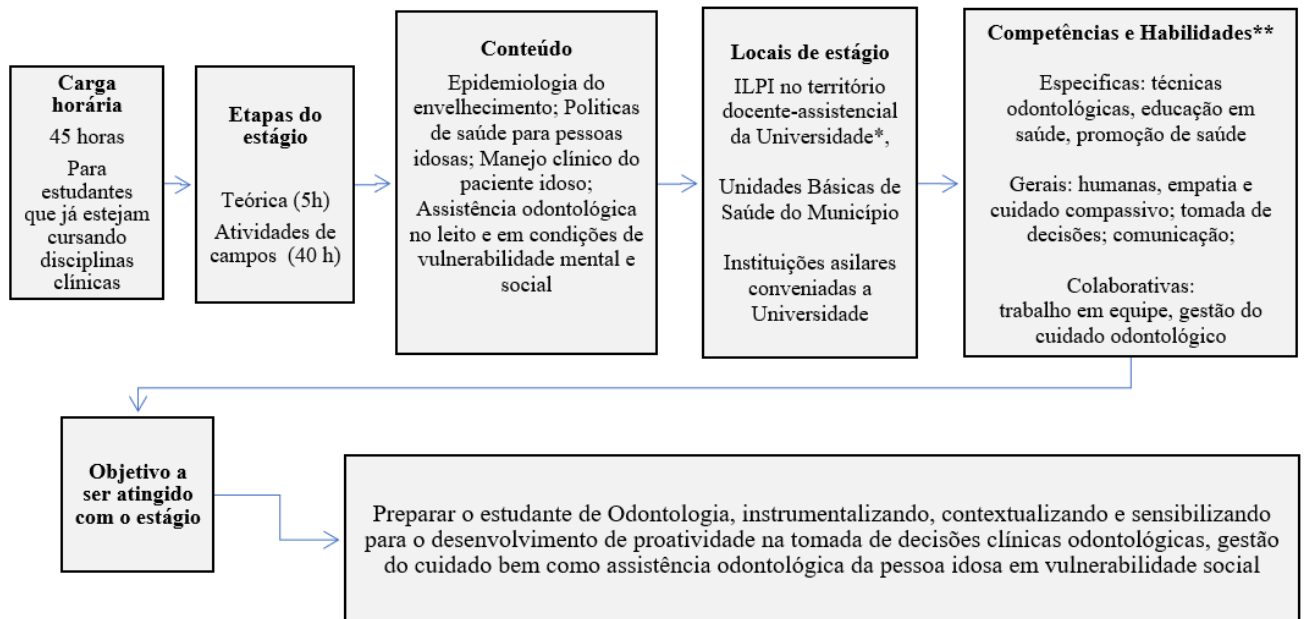 Carga
horária
45 horas
Para
estudantes
que já estejam
cursando
disciplinas
clínicas
Etapas do
estágio
Teórica (5h)
Atividades de
campos (40 h)
Conteúdo
Epidemiologia do
envelhecimento; Politicas
de saúde para pessoas
idosas; Manejo clínico do
paciente idoso;
Assistência odontológica
no leito e em condições de
vulnerabilidade mental e
social
Locais de estágio
ILPI no território
docente-assistencial
da Universidade*,
Unidades Básicas de
Saúde do Município
Instituições asilares
conveniadas a
Universidade
Competências e Habilidades**
Especificas: técnicas
odontológicas, educação em
saúde, promoção de saúde
Gerais: humanas, empatia e
cuidado compassivo; tomada de
decisões; comunicação;
Colaborativas:
trabalho em equipe, gestão do
cuidado odontológico
Objetivo a
ser atingido
com o estágio
Preparar o estudante de Odontologia, instrumentalizando, contextualizando e sensibilizando
para o desenvolvimento de proatividade na tomada de decisões clínicas odontológicas, gestão
do cuidado bem como assistência odontológica da pessoa idosa em vulnerabilidade social